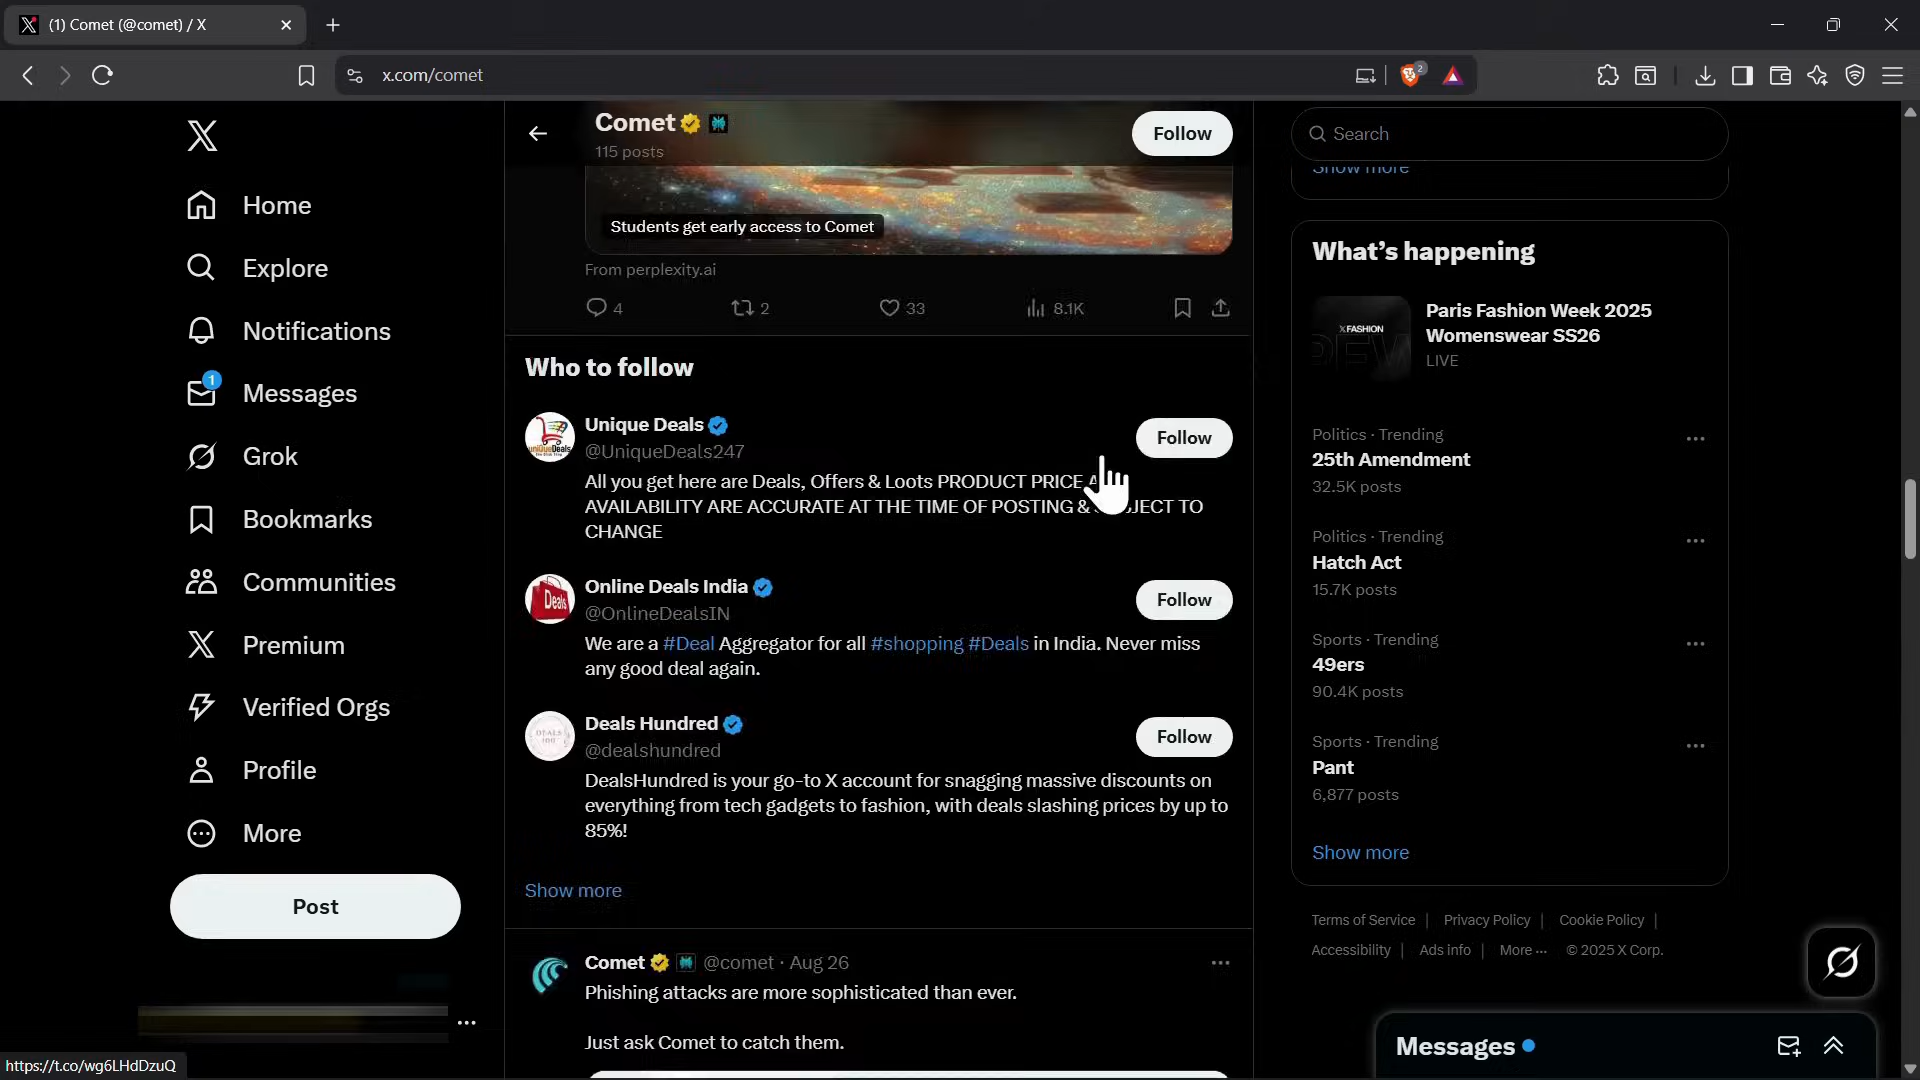 (1) Comet (@comet) / X
x.com/comet
2
Home
Explore
Notifications
1
Messages
Grok
Bookmarks
Communities
Premium
Verified Orgs
Profile
More
Post
https://t.co/wg6LHdDzuQ
Comet
115 posts
Follow
Students get early access to Comet
From perplexity.ai
4
2
33
8.1K
Who to follow
Unique Deals
@UniqueDeals247
Follow
All you get here are Deals, Offers & Loots PRODUCT PRICE
AVAILABILITY ARE ACCURATE AT THE TIME OF POSTING & TO
CHANGE
Online Deals India
@OnlineDealsIN
Follow
We are a #Deal Aggregator for all #shopping #Deals in India. Never miss
any good deal again.
Deals Hundred
@dealshundred
Follow
DealsHundred is your go-to X account for snagging massive discounts on
everything from tech gadgets to fashion, with deals slashing prices by up to
85%!
Show more
Comet @comet · Aug 26
Phishing attacks are more sophisticated than ever.
Just ask Comet to catch them.
Search
Show more
What's happening
X FASHION
Paris Fashion Week 2025
Womenswear SS26
LIVE
Politics · Trending
25th Amendment
32.5K posts
Politics · Trending
Hatch Act
15.7K posts
Sports · Trending
49ers
90.4K posts
Sports · Trending
Pant
6,877 posts
Show more
Terms of Service | Privacy Policy | Cookie Policy |
Accessibility | Ads info | More ··· © 2025 X Corp.
Messages